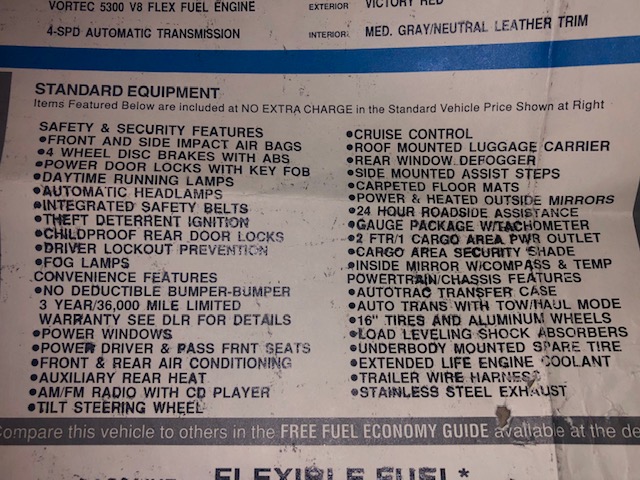 VORTEC 5300 V8 FLEX FUEL ENGINE
EXTERIOR VICTORY RED
4-SPD AUTOMATIC TRANSMISSION
INTERIOR: MED. GRAY/NEUTRAL LEATHER TRIM
STANDARD EQUIPMENT
Items Featured Below are included at NO EXTRA CHARGE in the Standard Vehicle Price Shown at Right
SAFETY & SECURITY FEATURES
•FRONT AND SIDE IMPACT AIR BAGS
•4 WHEEL DISC BRAKES WITH ABS
•POWER DOOR LOCKS WITH KEY FOB
•DAYTIME RUNNING LAMPS
•AUTOMATIC HEADLAMPS
•INTEGRATED SAFETY BELTS
•THEFT DETERRENT IGNITION
•CHILDPROOF REAR DOOR LOCKS
•DRIVER LOCKOUT PREVENTION
•FOG LAMPS
CONVENIENCE FEATURES
•NO DEDUCTIBLE BUMPER-BUMPER
3 YEAR/36,000 MILE LIMITED
WARRANTY SEE DLR FOR DETAILS
•POWER WINDOWS
•POWER DRIVER & PASS FRNT SEATS
•FRONT & REAR AIR CONDITIONING
•AUXILIARY REAR HEAT
•AM/FM RADIO WITH CD PLAYER
•TILT STEERING WHEEL
•CRUISE CONTROL
•ROOF MOUNTED LUGGAGE CARRIER
•REAR WINDOW DEFOGGER
•SIDE MOUNTED ASSIST STEPS
•CARPETED FLOOR MATS
•POWER & HEATED OUTSIDE MIRRORS
•24 HOUR ROADSIDE ASSISTANCE
•GAUGE PACKAGE W/TACHOMETER
•2 FTR/1 CARGO AREA PWR OUTLET
•CARGO AREA SECURITY SHADE
•INSIDE MIRROR W/COMPASS & TEMP
POWERTRAIN/CHASSIS FEATURES
•AUTOTRAC TRANSFER CASE
•AUTO TRANS WITH TOW/HAUL MODE
•16" TIRES AND ALUMINUM WHEELS
•LOAD LEVELING SHOCK ABSORBERS
•UNDERBODY MOUNTED SPARE TIRE
•EXTENDED LIFE ENGINE COOLANT
•TRAILER WIRE HARNESS
•STAINLESS STEEL EXHAUST
Compare this vehicle to others in the FREE FUEL ECONOMY GUIDE available at the de
FLEXIBLE FUEL*